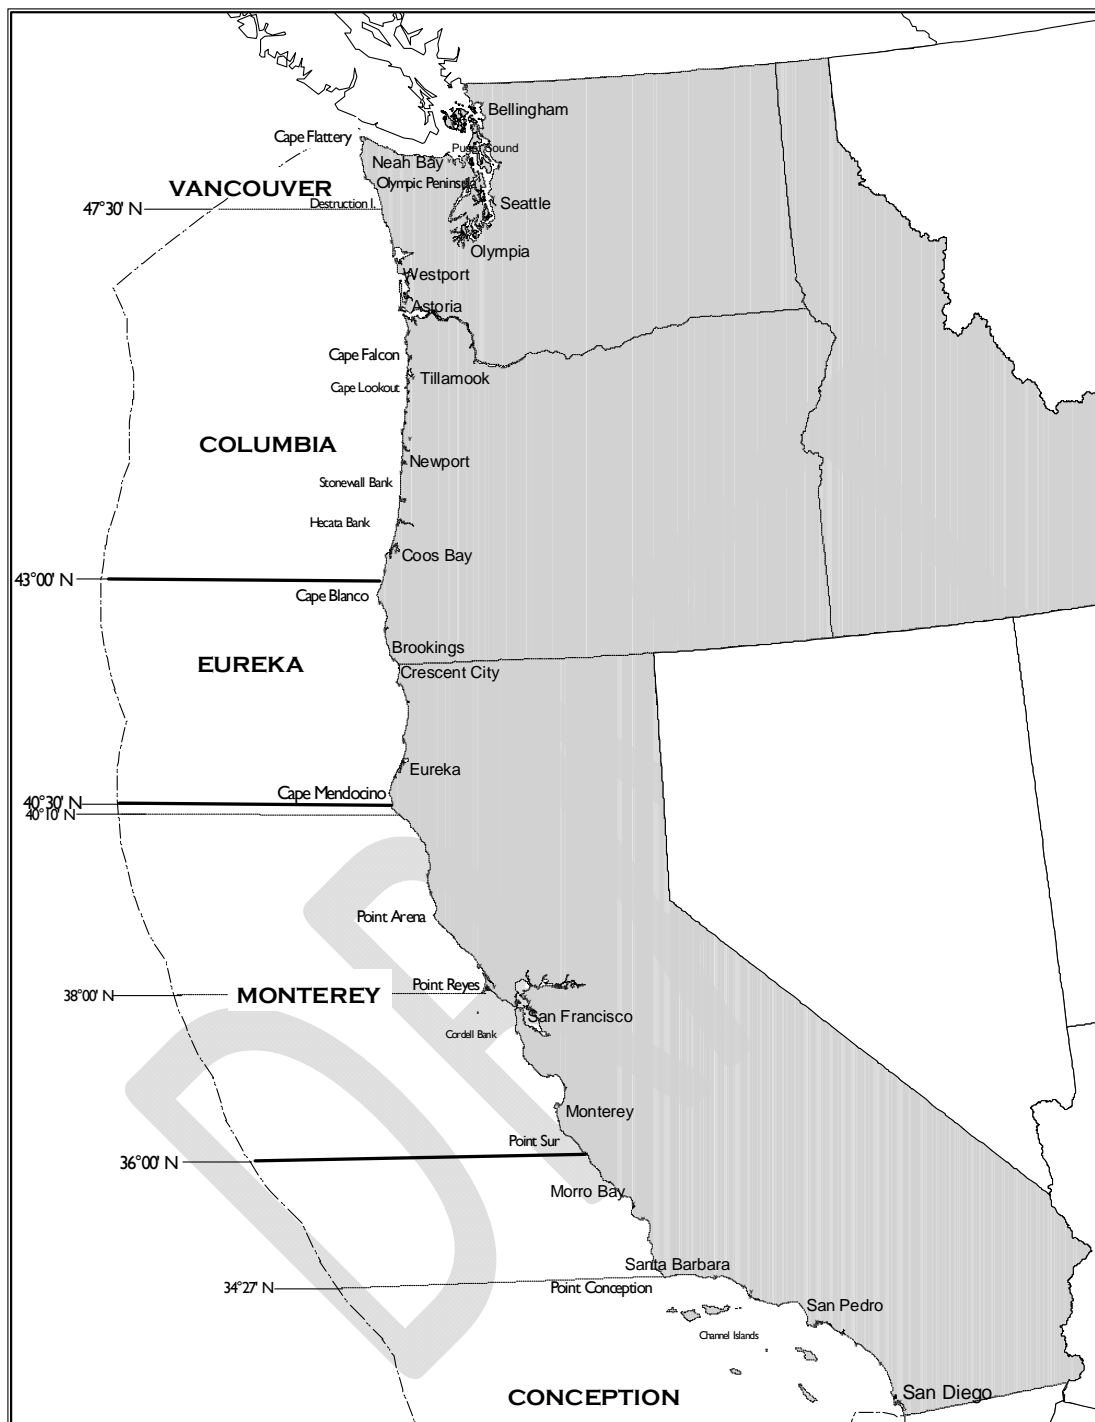 Bellingham
Cape Flattery
Puget Sound
Neah Bay
Olympic Peninsula
VANCOUVER
Destruction I.
47°30' N
Seattle
Olympia
Westport
Astoria
Cape Falcon
Tillamook
Cape Lookout
COLUMBIA
Newport
Stonewall Bank
Hecata Bank
Coos Bay
43°00' N
Cape Blanco
Brookings
EUREKA
Crescent City
Eureka
Cape Mendocino
40°30' N
40°10' N
Point Arena
Point Reyes
38°00' N
MONTEREY
San Francisco
Cordell Bank
Monterey
Point Sur
36°00' N
Morro Bay
Santa Barbara
34°27' N
Point Conception
San Pedro
Channel Islands
CONCEPTION
San Diego